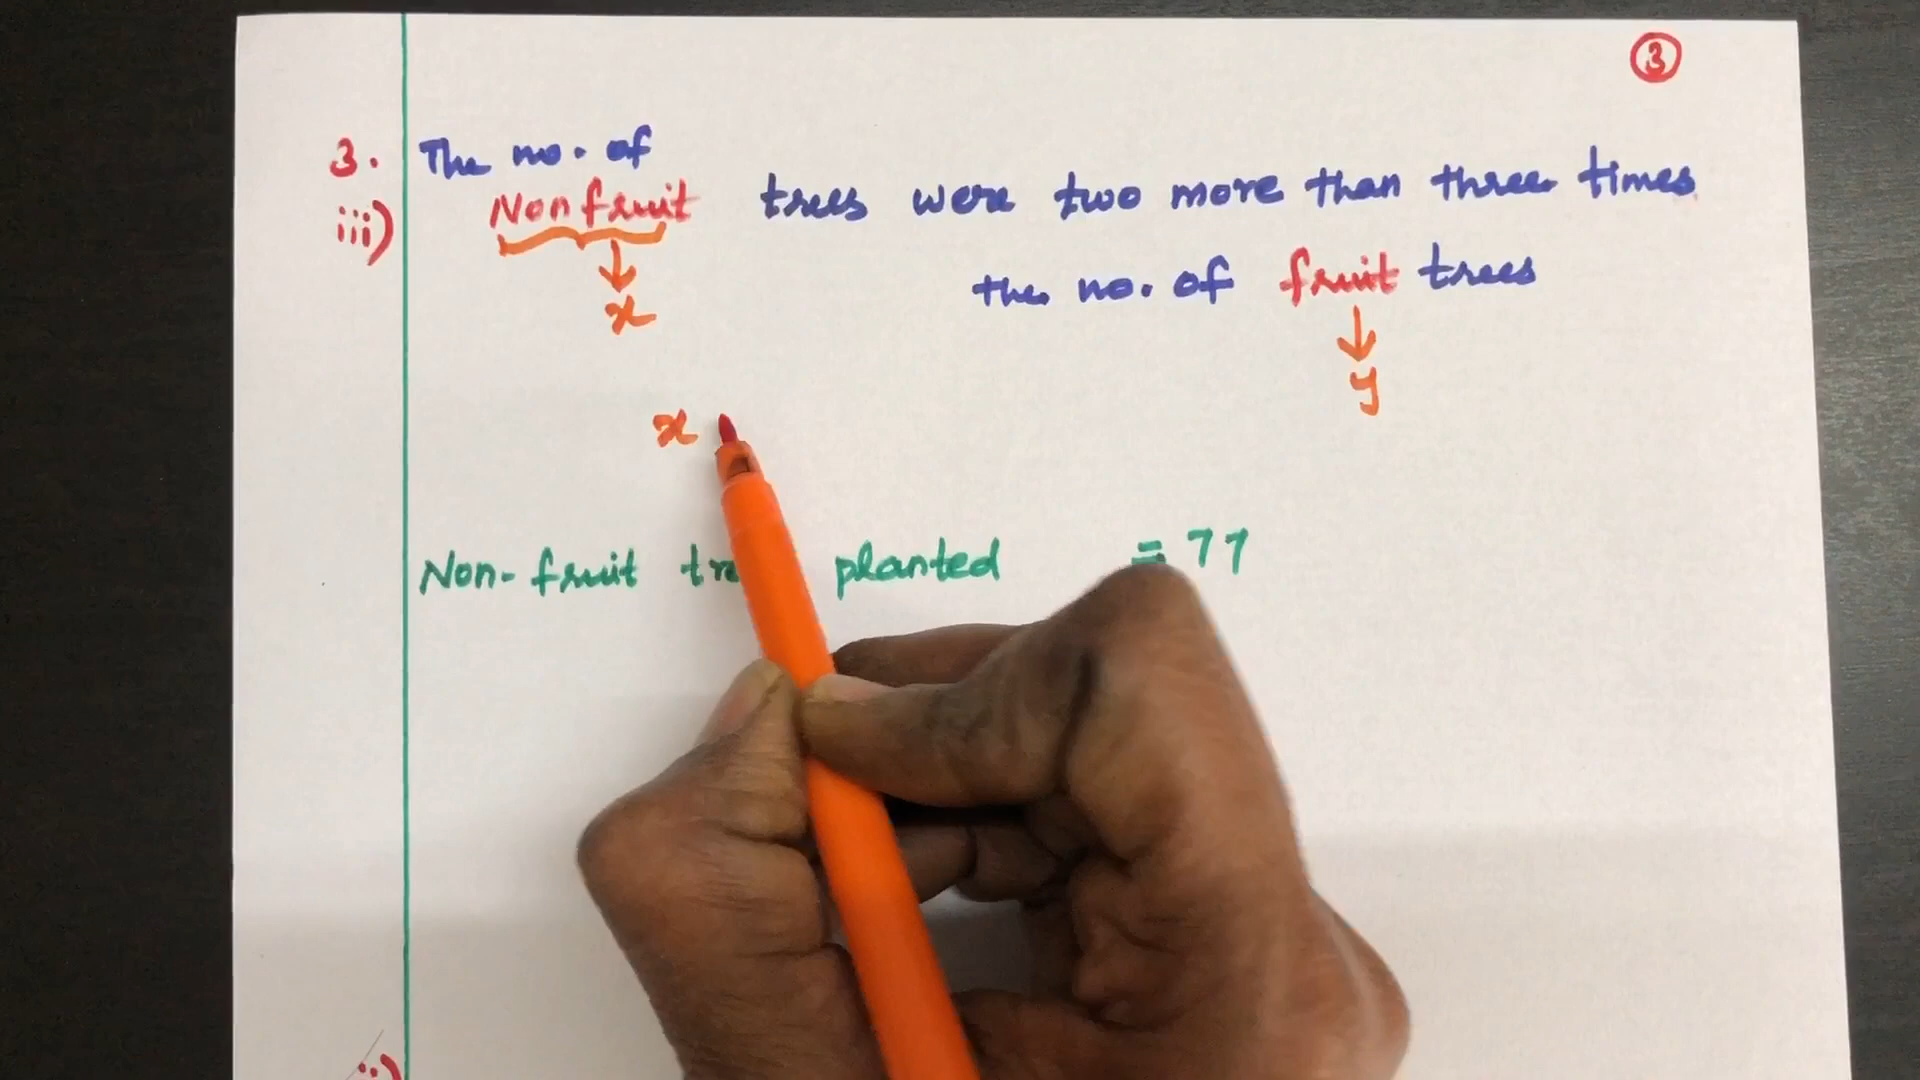 3
3. The no. of
iii) Non fruit trees were two more than three times
the no. of fruit trees
x
y
x
Non-fruit planted = 77